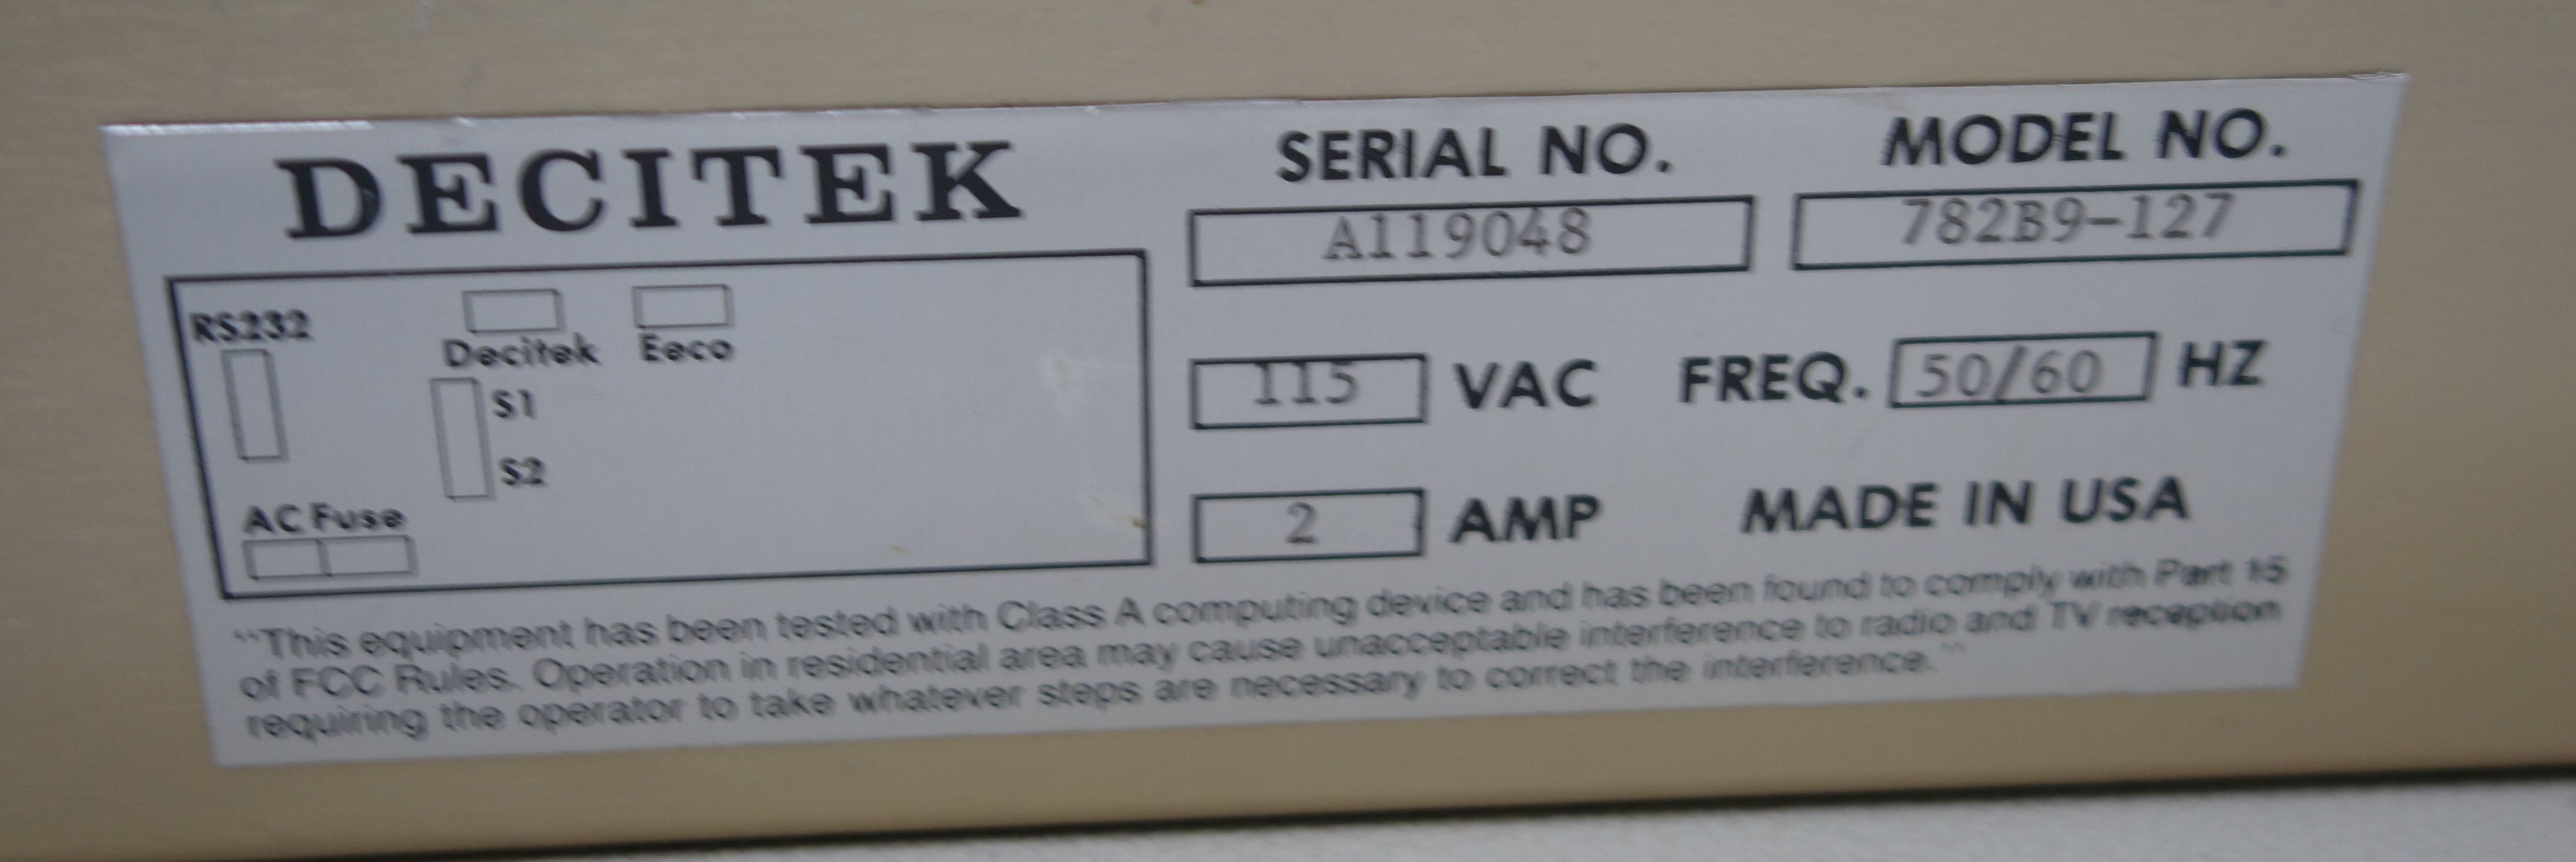 DECITEK
SERIAL NO.
A119048
MODEL NO.
782B9-127
RS232
Decitek
Eeco
S1
S2
AC Fuse
115 VAC FREQ. 50/60 HZ
2 AMP MADE IN USA
"This equipment has been tested with Class A computing device and has been found to comply with Part 15
of FCC Rules. Operation in residential area may cause unacceptable interference to radio and TV reception
requiring the operator to take whatever steps are necessary to correct the interference."